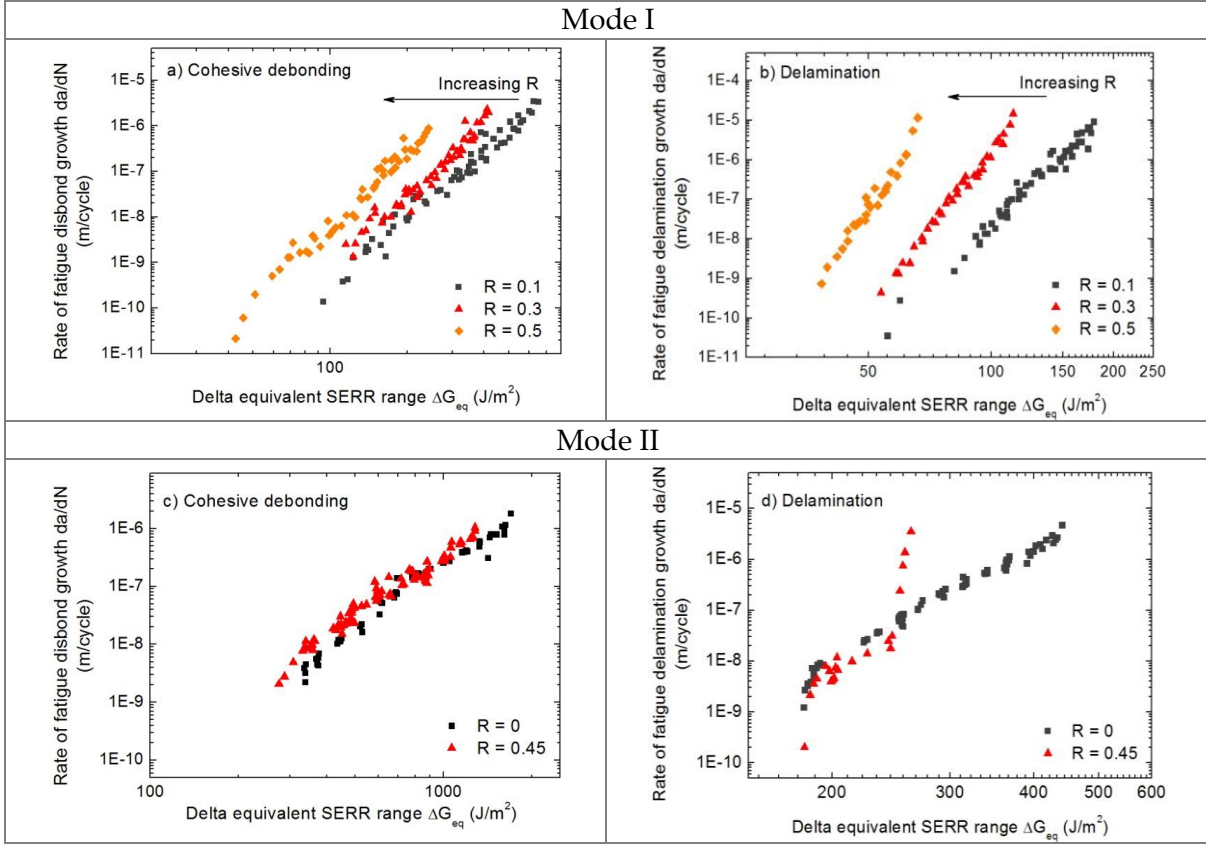 Mode I
a) Cohesive debonding
Increasing R
1E-5
1E-6
1E-7
1E-8
1E-9
1E-10
1E-11
R = 0.1
R = 0.3
R = 0.5
100
Rate of fatigue disbond growth da/dN
(m/cycle)
Delta equivalent SERR range ΔG_eq (J/m²)
b) Delamination
Increasing R
1E-4
1E-5
1E-6
1E-7
1E-8
1E-9
1E-10
1E-11
R = 0.1
R = 0.3
R = 0.5
50 100 150 200 250
Rate of fatigue delamination growth da/dN
(m/cycle)
Delta equivalent SERR range ΔG_eq (J/m²)
Mode II
c) Cohesive debonding
1E-6
1E-7
1E-8
1E-9
1E-10
R = 0
R = 0.45
100 1000
Rate of fatigue disbond growth da/dN
(m/cycle)
Delta equivalent SERR range ΔG_eq (J/m²)
d) Delamination
1E-5
1E-6
1E-7
1E-8
1E-9
1E-10
R = 0
R = 0.45
200 300 400 500 600
Rate of fatigue delamination growth da/dN
(m/cycle)
Delta equivalent SERR range ΔG_eq (J/m²)